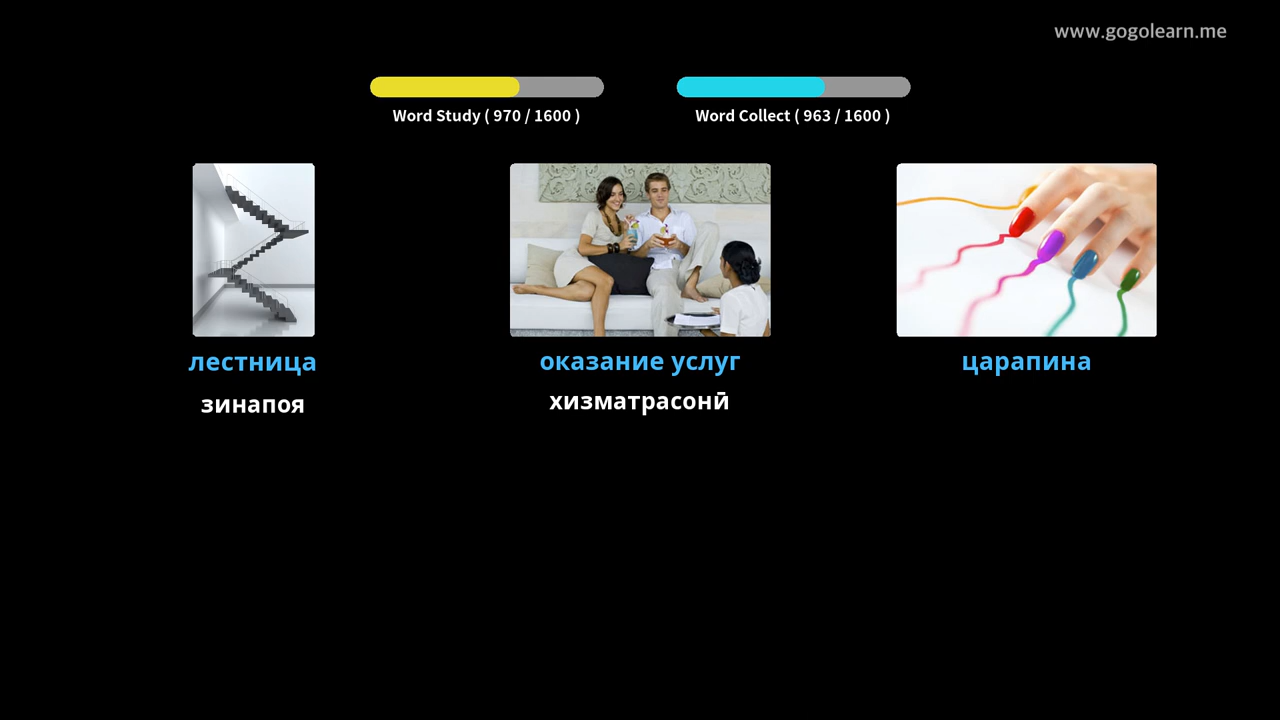 www.gogolearn.me
Word Study ( 970 / 1600 )
Word Collect ( 963 / 1600 )
лестница
оказание услуг
царапина
зинапоя
хизматрасонӣ